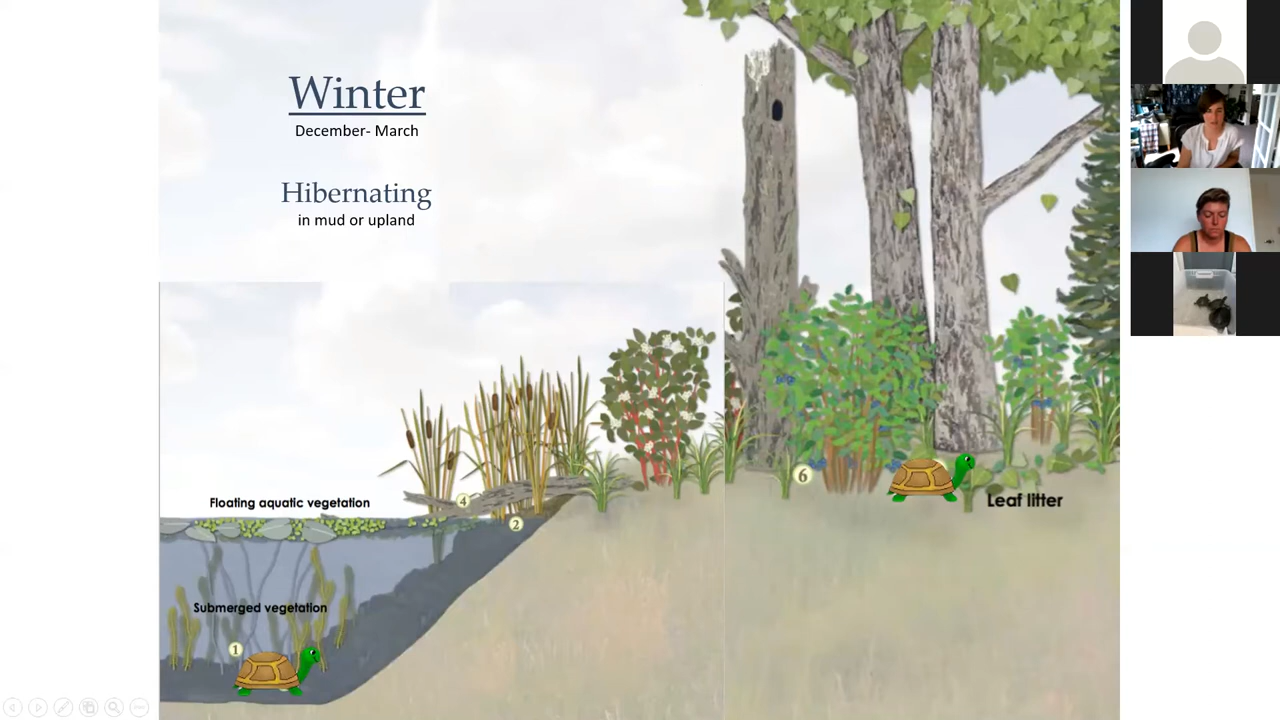 Winter
December- March
Hibernating
in mud or upland
Floating aquatic vegetation
4
2
6
Leaf litter
Submerged vegetation
1